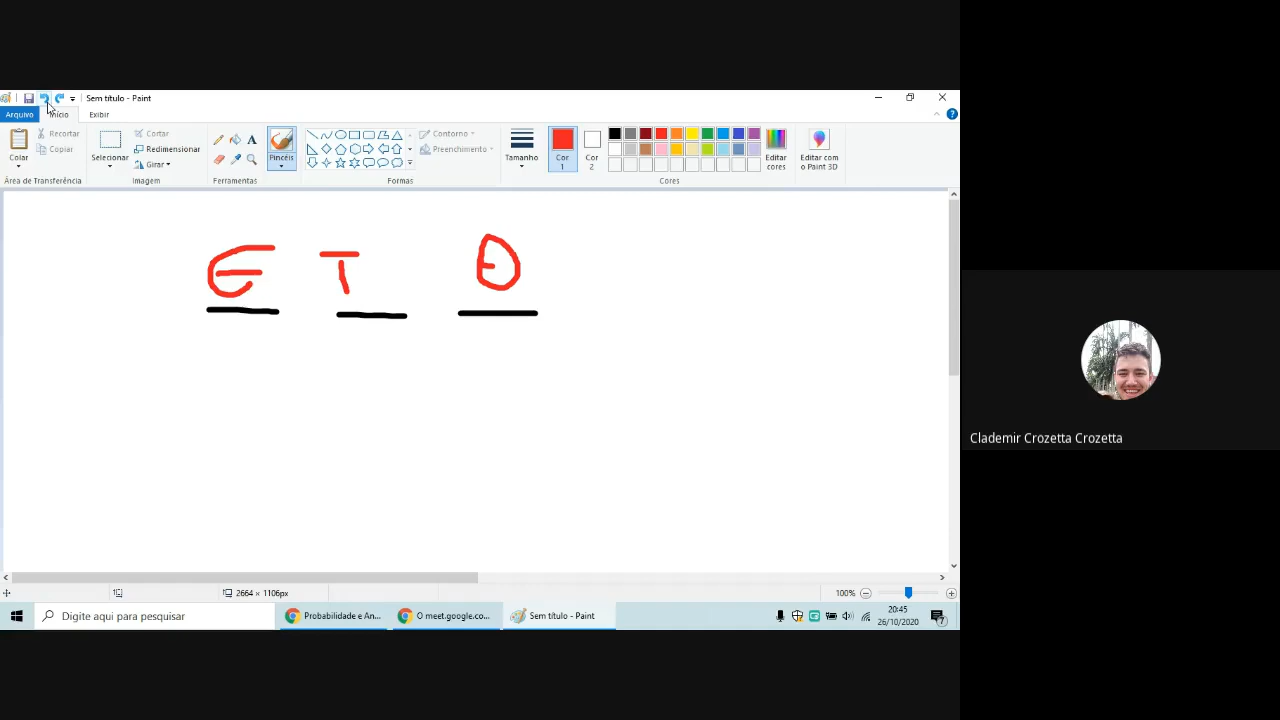 Sem título - Paint
Arquivo Início Exibir
Colar
Recortar
Copiar
Área de Transferência
Selecionar
Cortar
Redimensionar
Girar
Imagem
A
Ferramentas
Pincéis
Formas
Contorno
Preenchimento
Tamanho
Cor 1
Cor 2
Editar cores
Cores
Editar com o Paint 3D
E T
Clademir Crozetta Crozetta
2664 × 1106px
100%
Digite aqui para pesquisar
Probabilidade e An...
O meet.google.co...
Sem título - Paint
20:45
26/10/2020
7